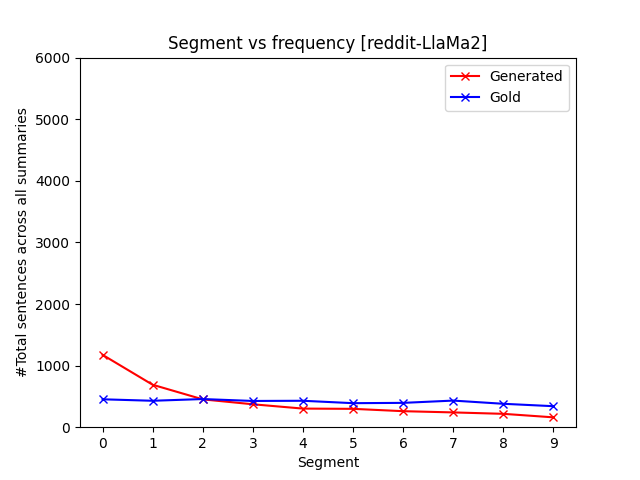 Segment vs frequency [reddit-LlaMa2]
Generated
Gold
#Total sentences across all summaries
6000
5000
4000
3000
2000
1000
0
0 1 2 3 4 5 6 7 8 9
Segment